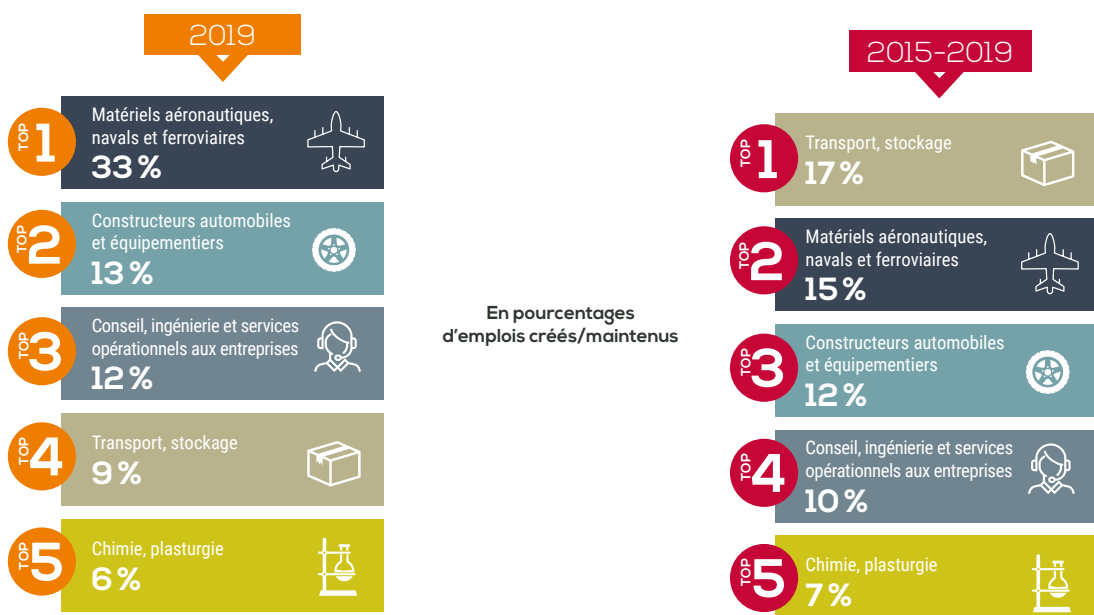 2019
TOP 1
Matériels aéronautiques,
navals et ferroviaires
33 %
TOP 2
Constructeurs automobiles
et équipementiers
13 %
TOP 3
Conseil, ingénierie et services
opérationnels aux entreprises
12 %
TOP 4
Transport, stockage
9 %
TOP 5
Chimie, plasturgie
6 %
En pourcentages
d'emplois créés/maintenus
2015-2019
TOP 1
Transport, stockage
17 %
TOP 2
Matériels aéronautiques,
navals et ferroviaires
15 %
TOP 3
Constructeurs automobiles
et équipementiers
12 %
TOP 4
Conseil, ingénierie et services
opérationnels aux entreprises
10 %
TOP 5
Chimie, plasturgie
7 %